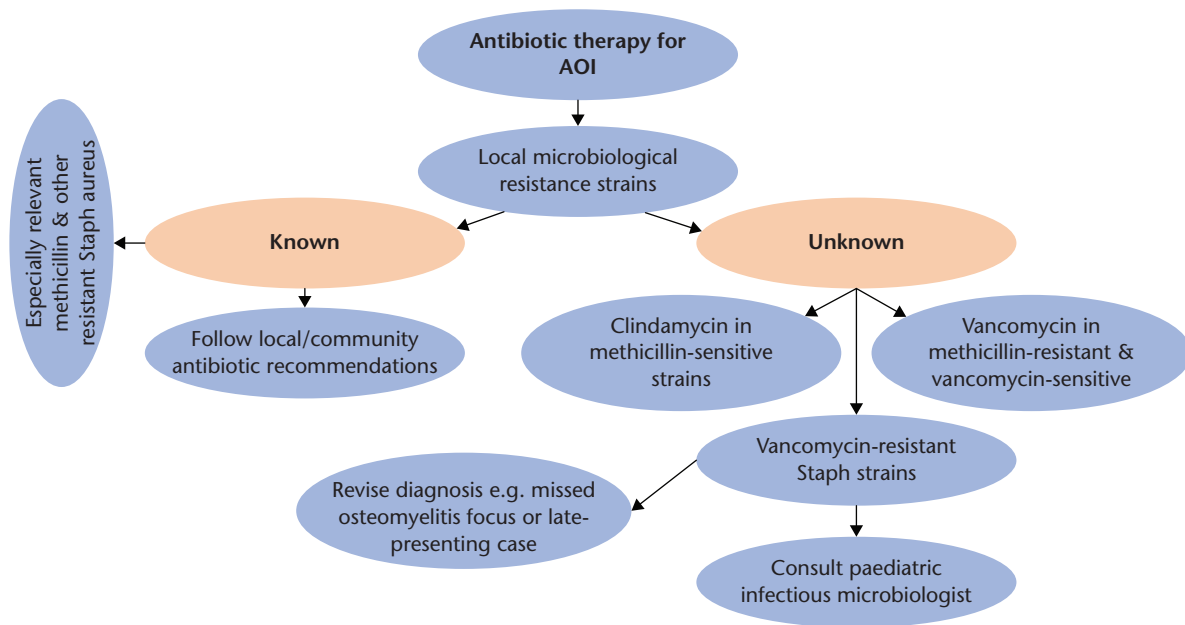 Antibiotic therapy for
AOI
Local microbiological
resistance strains
Especially relevant
methicillin & other
resistant Staph aureus
Known
Unknown
Follow local/community
antibiotic recommendations
Clindamycin in
methicillin-sensitive
strains
Vancomycin in
methicillin-resistant &
vancomycin-sensitive
Vancomycin-resistant
Staph strains
Revise diagnosis e.g. missed
osteomyelitis focus or late-
presenting case
Consult paediatric
infectious microbiologist